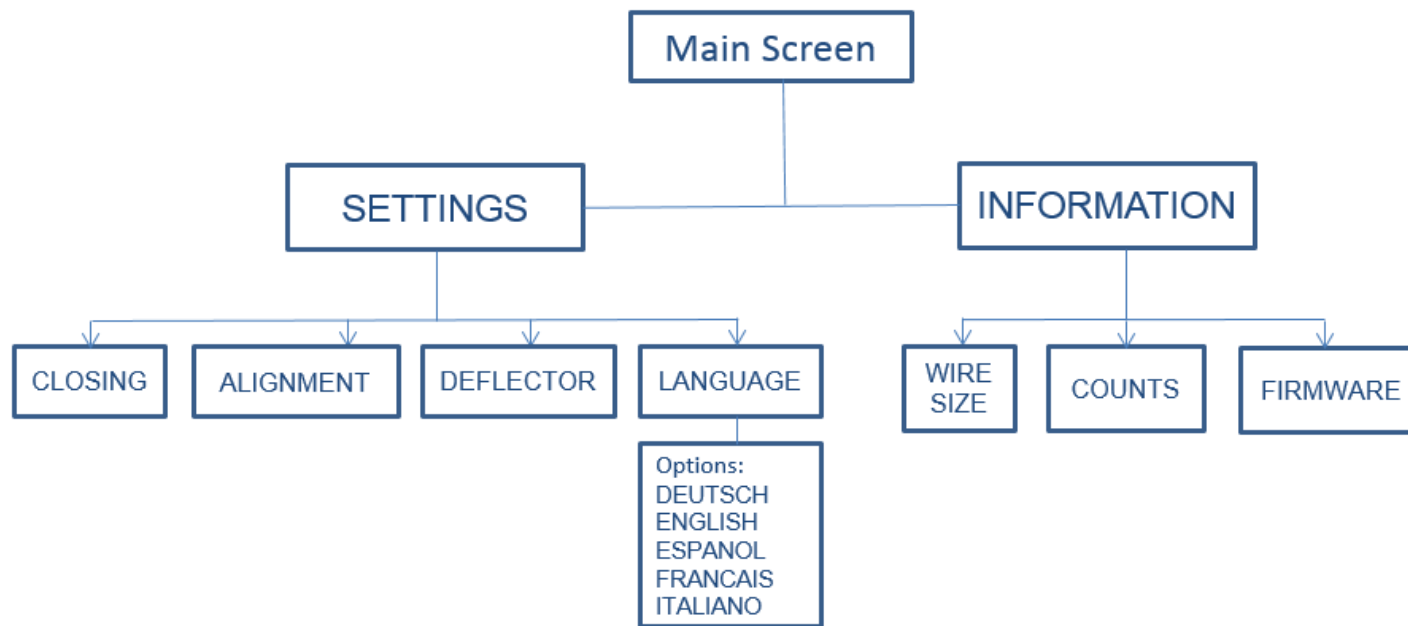 Main Screen
SETTINGS
INFORMATION
CLOSING
ALIGNMENT
DEFLECTOR
LANGUAGE
WIRE
SIZE
COUNTS
FIRMWARE
Options:
DEUTSCH
ENGLISH
ESPANOL
FRANCAIS
ITALIANO